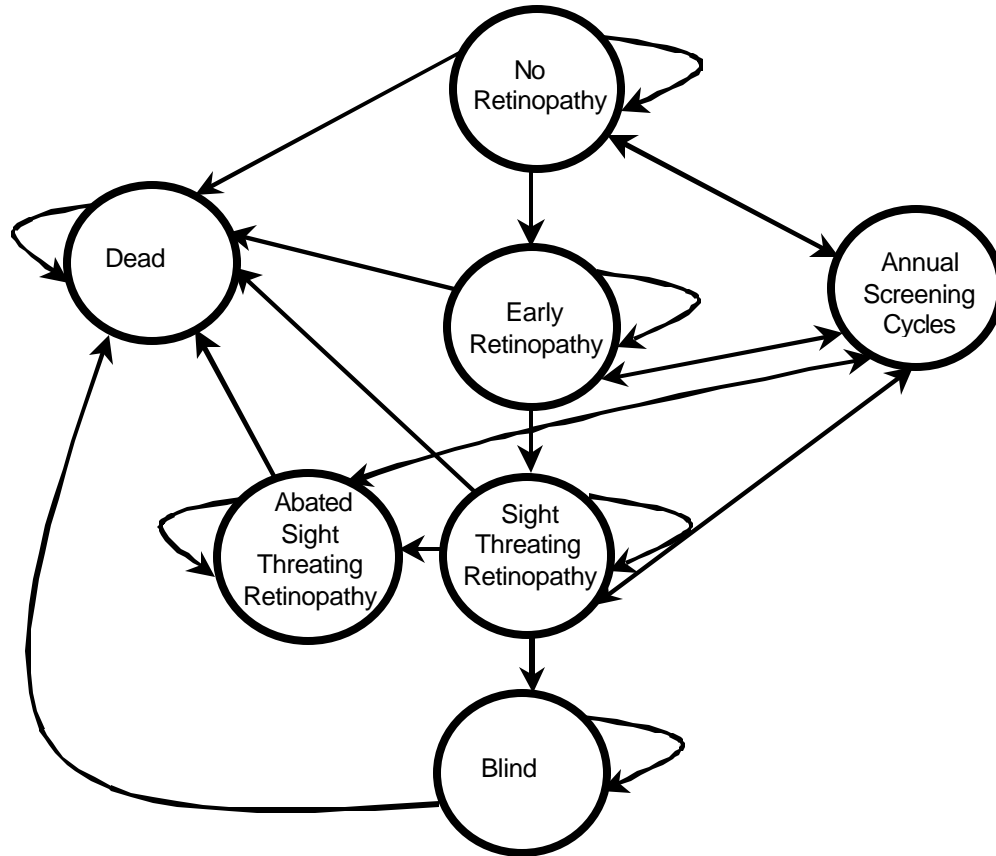 No
Retinopathy
Dead
Annual
Screening
Cycles
Early
Retinopathy
Abated
Sight
Threating
Retinopathy
Sight
Threating
Retinopathy
Blind